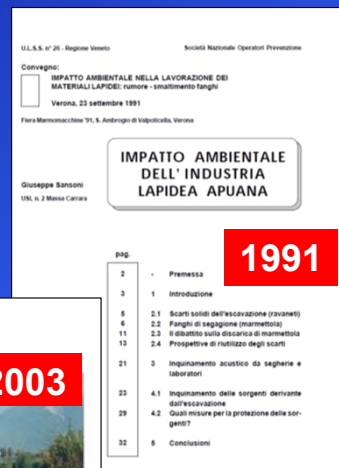 U.L.S.S. n° 26 - Regione Veneto
Società Nazionale Operatori Prevenzione
Convegno:
IMPATTO AMBIENTALE NELLA LAVORAZIONE DEI
MATERIALI LAPIDEI: rumore - smaltimento fanghi
Verona, 23 settembre 1991
Fiera Marmomacchine '91, S. Ambrogio di Valpolicella, Verona
IMPATTO AMBIENTALE
DELL' INDUSTRIA
LAPIDEA APUANA
Giuseppe Sansoni
USL n. 2 Massa Carrara
1991
pag.
2 - Premessa
3 1 Introduzione
5 2.1 Scarti solidi dell'escavazione (ravaneti)
6 2.2 Fanghi di segagione (marmettola)
11 2.3 Il dibattito sulla discarica di marmettola
13 2.4 Prospettive di riutilizzo degli scarti
21 3 Inquinamento acustico da segherie e
laboratori
23 4.1 Inquinamento delle sorgenti derivante
dall'escavazione
29 4.2 Quali misure per la protezione delle sor-
genti?
32 5 Conclusioni
2003